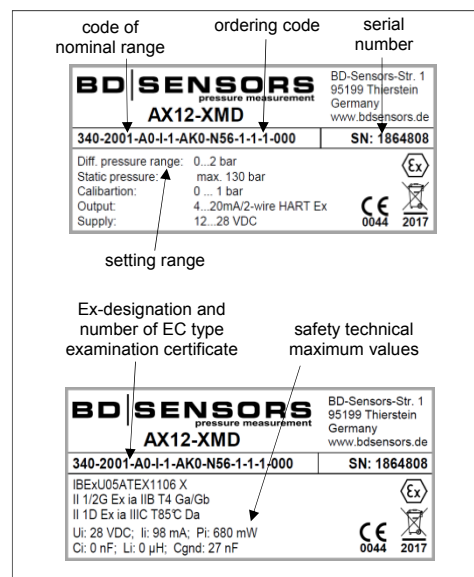 code of nominal range
ordering code
serial number
BD SENSORS
pressure measurement
AX12-XMD
BD-Sensors-Str. 1
95199 Thierstein
Germany
www.bdsensors.de
340-2001-A0-I-1-AK0-N56-1-1-1-000
SN: 1864808
Diff. pressure range: 0...2 bar
Static pressure: max. 130 bar
Calibartion: 0 ... 1 bar
Output: 4...20mA/2-wire HART Ex
Supply: 12...28 VDC
Ex
CE
0044
2017
setting range
Ex-designation and number of EC type examination certificate
safety technical maximum values
BD SENSORS
pressure measurement
AX12-XMD
BD-Sensors-Str. 1
95199 Thierstein
Germany
www.bdsensors.de
340-2001-A0-I-1-AK0-N56-1-1-1-000
SN: 1864808
IBExU05ATEX1106 X
II 1/2G Ex ia IIB T4 Ga/Gb
II 1D Ex ia IIIC T85°C Da
Ui: 28 VDC; Ii: 98 mA; Pi: 680 mW
Ci: 0 nF; Li: 0 µH; Cgnd: 27 nF
Ex
CE
0044
2017